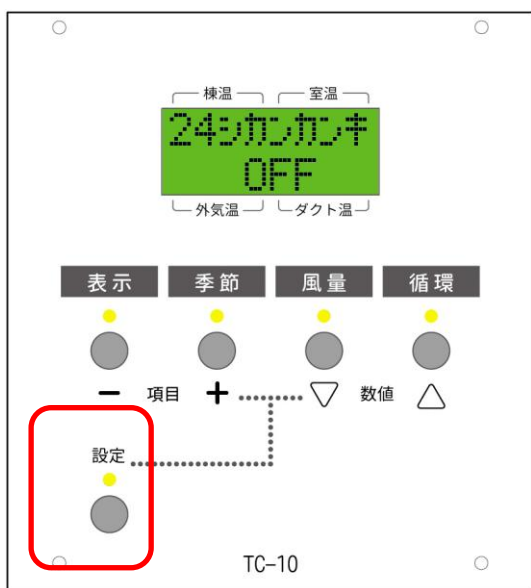 棟温 室温
24シカンカンキ
OFF
外気温 ダクト温
表示 季節 風量 循環
− 項目 + ▽ 数値 △
設定
TC-10